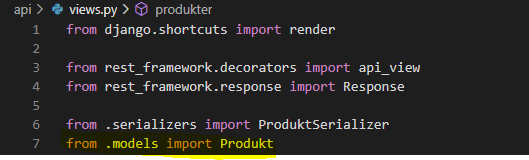 api > views.py > produkter
1 from django.shortcuts import render
2
3 from rest_framework.decorators import api_view
4 from rest_framework.response import Response
5
6 from .serializers import ProduktSerializer
7 from .models import Produkt